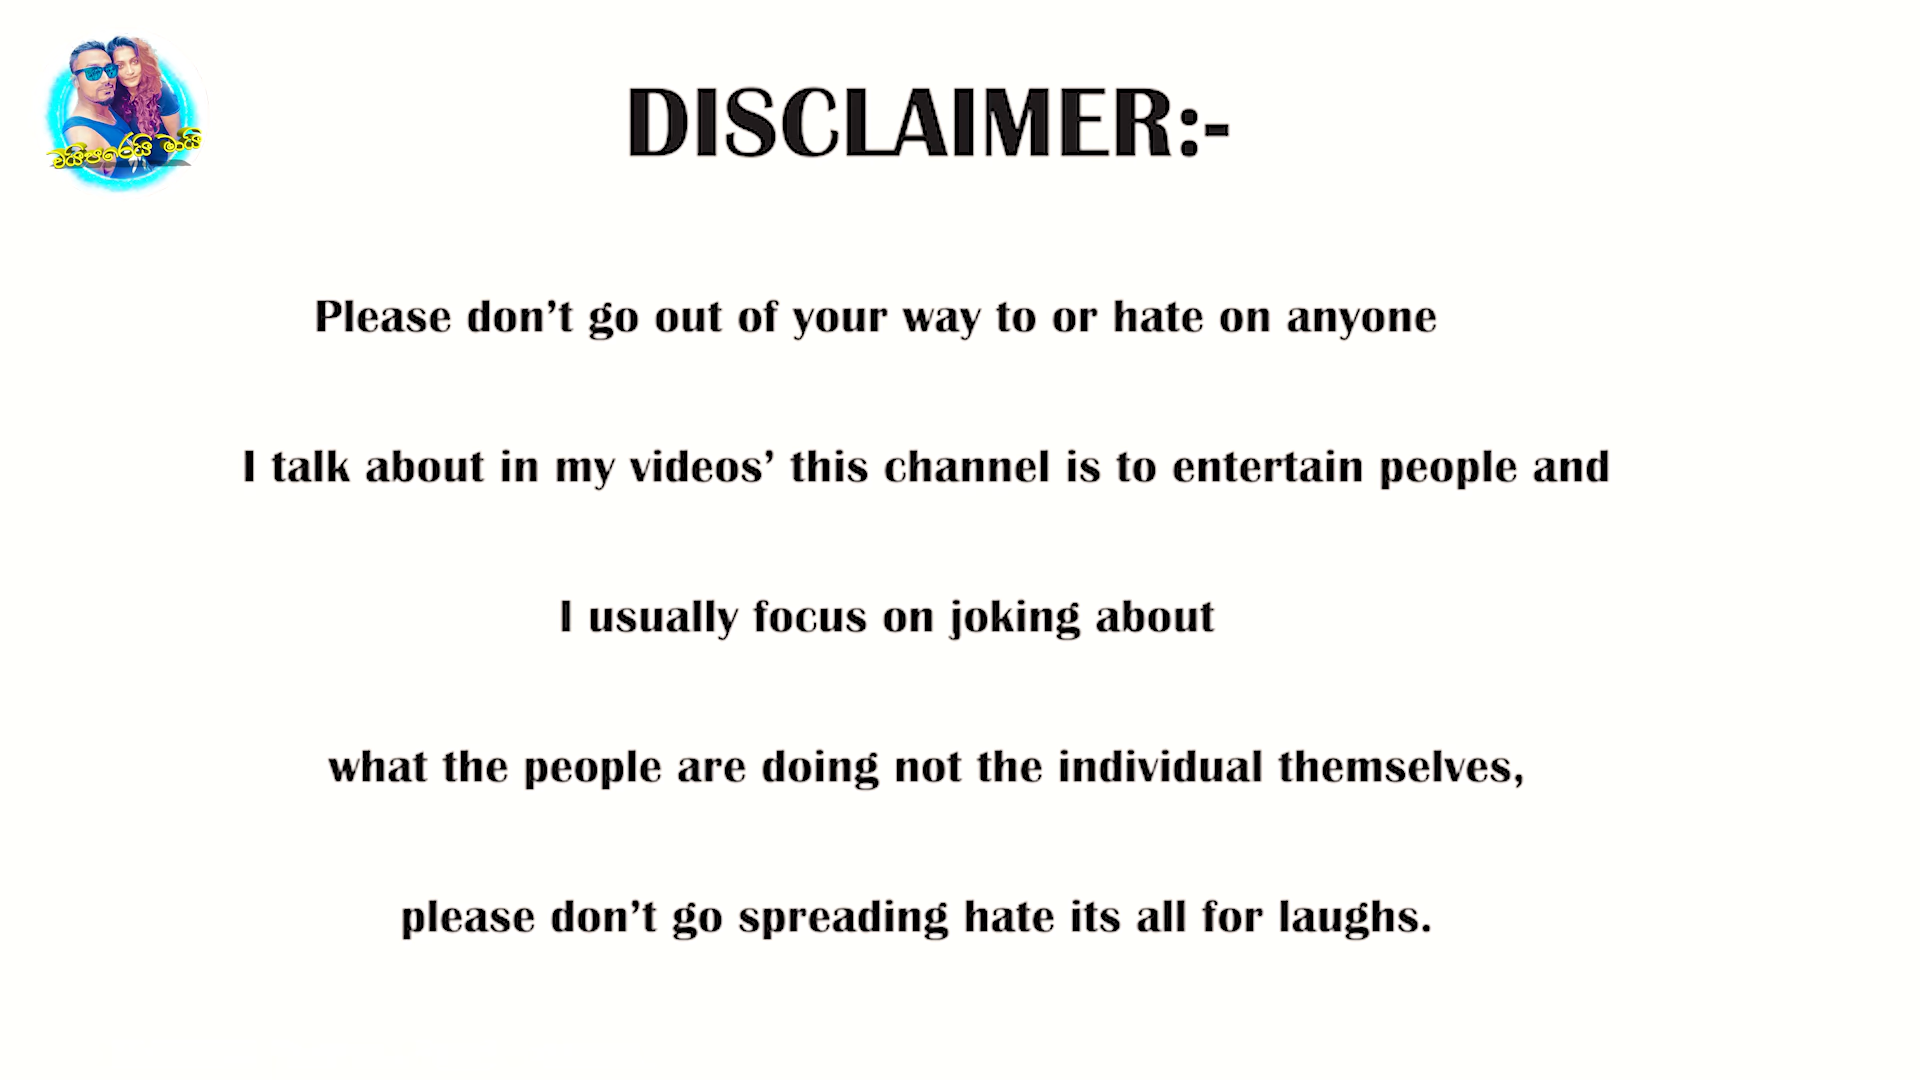 වයිපරෙයි මායි
DISCLAIMER:-
Please don’t go out of your way to or hate on anyone
I talk about in my videos’ this channel is to entertain people and
I usually focus on joking about
what the people are doing not the individual themselves,
please don’t go spreading hate its all for laughs.